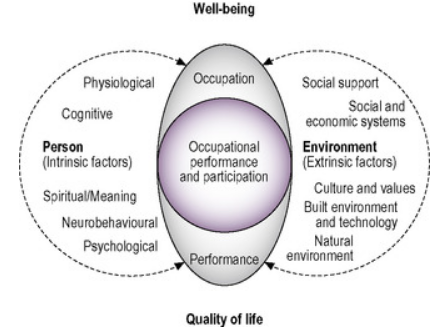 Well-being
Physiological
Cognitive
Person
(Intrinsic factors)
Spiritual/Meaning
Neurobehavioural
Psychological
Occupation
Occupational
performance
and participation
Performance
Social support
Social and
economic systems
Environment
(Extrinsic factors)
Culture and values
Built environment
and technology
Natural
environment
Quality of life